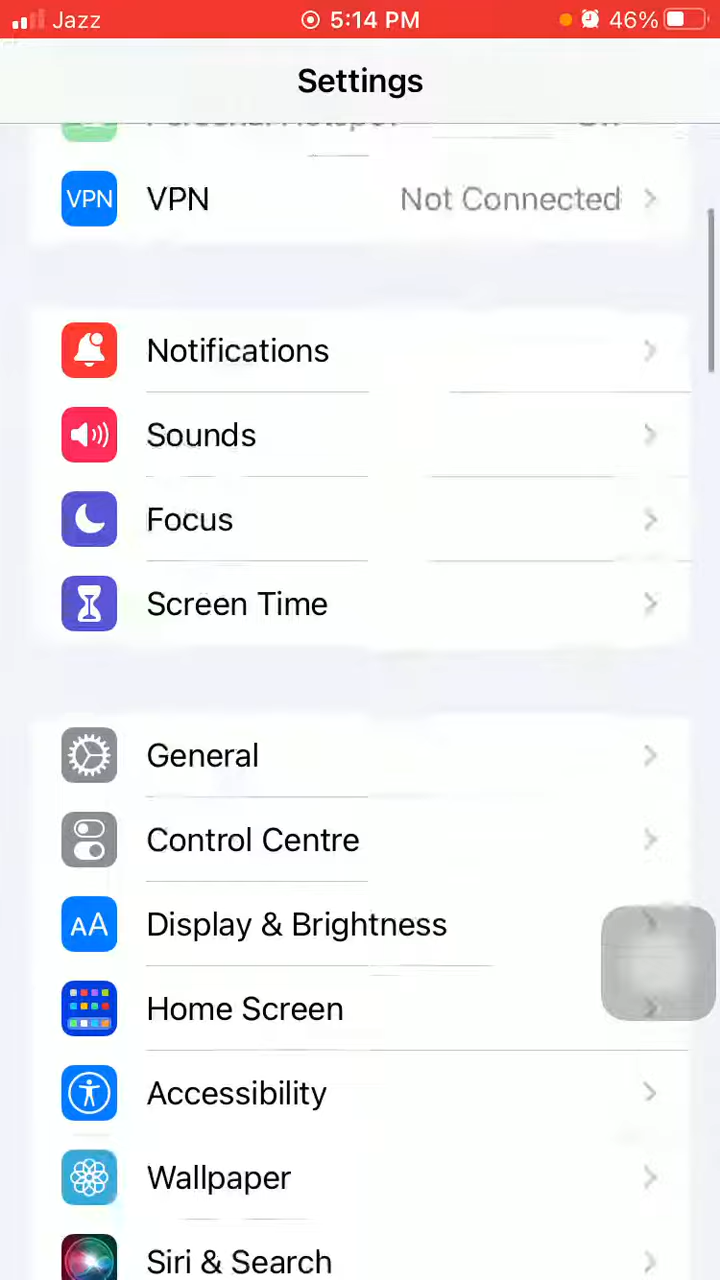 Jazz 5:14 PM 46%
Settings
VPN VPN Not Connected
Notifications
Sounds
Focus
Screen Time
General
Control Centre
AA Display & Brightness
Home Screen
Accessibility
Wallpaper
Siri & Search